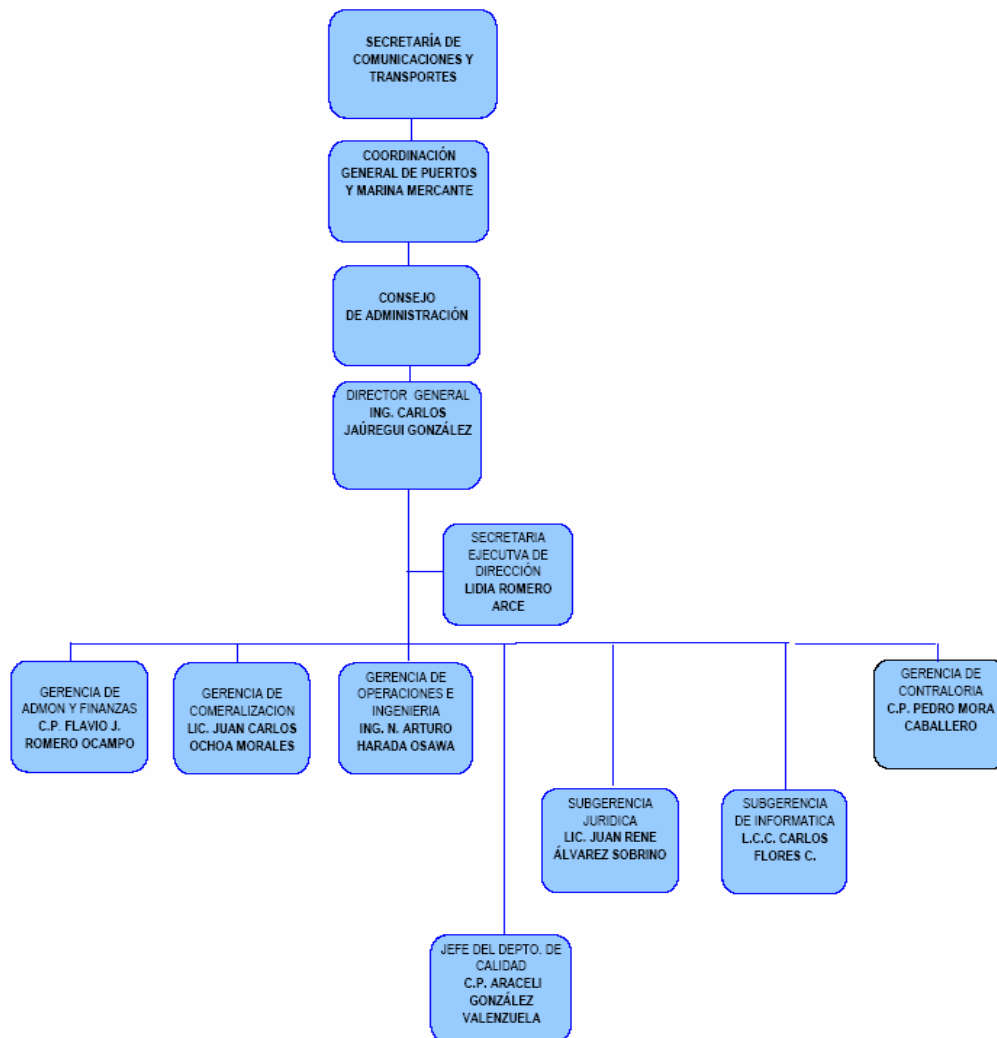 SECRETARÍA DE
COMUNICACIONES Y
TRANSPORTES
COORDINACIÓN
GENERAL DE PUERTOS
Y MARINA MERCANTE
CONSEJO
DE ADMINISTRACIÓN
DIRECTOR GENERAL
ING. CARLOS
JAÚREGUI GONZÁLEZ
SECRETARIA
EJECUTVA DE
DIRECCIÓN
LIDIA ROMERO
ARCE
GERENCIA DE
ADMON Y FINANZAS
C.P. FLAVIO J.
ROMERO OCAMPO
GERENCIA DE
COMERALIZACION
LIC. JUAN CARLOS
OCHOA MORALES
GERENCIA DE
OPERACIONES E
INGENIERIA
ING. N. ARTURO
HARADA OSAWA
GERENCIA DE
CONTRALORIA
C.P. PEDRO MORA
CABALLERO
SUBGERENCIA
JURIDICA
LIC. JUAN RENE
ÁLVAREZ SOBRINO
SUBGERENCIA
DE INFORMATICA
L.C.C. CARLOS
FLORES C.
JEFE DEL DEPTO. DE
CALIDAD
C.P. ARACELI
GONZÁLEZ
VALENZUELA